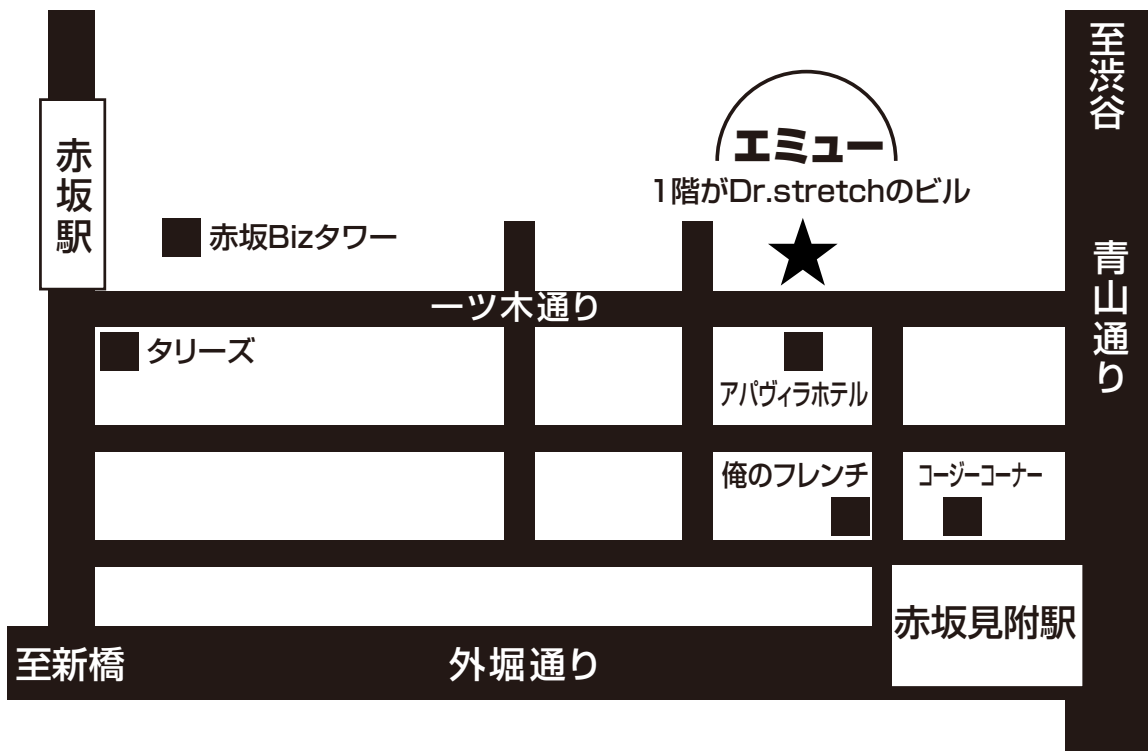 至渋谷
エミュー
1階がDr.stretchのビル
赤坂駅
赤坂Bizタワー
青山通り
一ツ木通り
タリーズ
アパヴィラホテル
俺のフレンチ
コージーコーナー
赤坂見附駅
至新橋
外堀通り